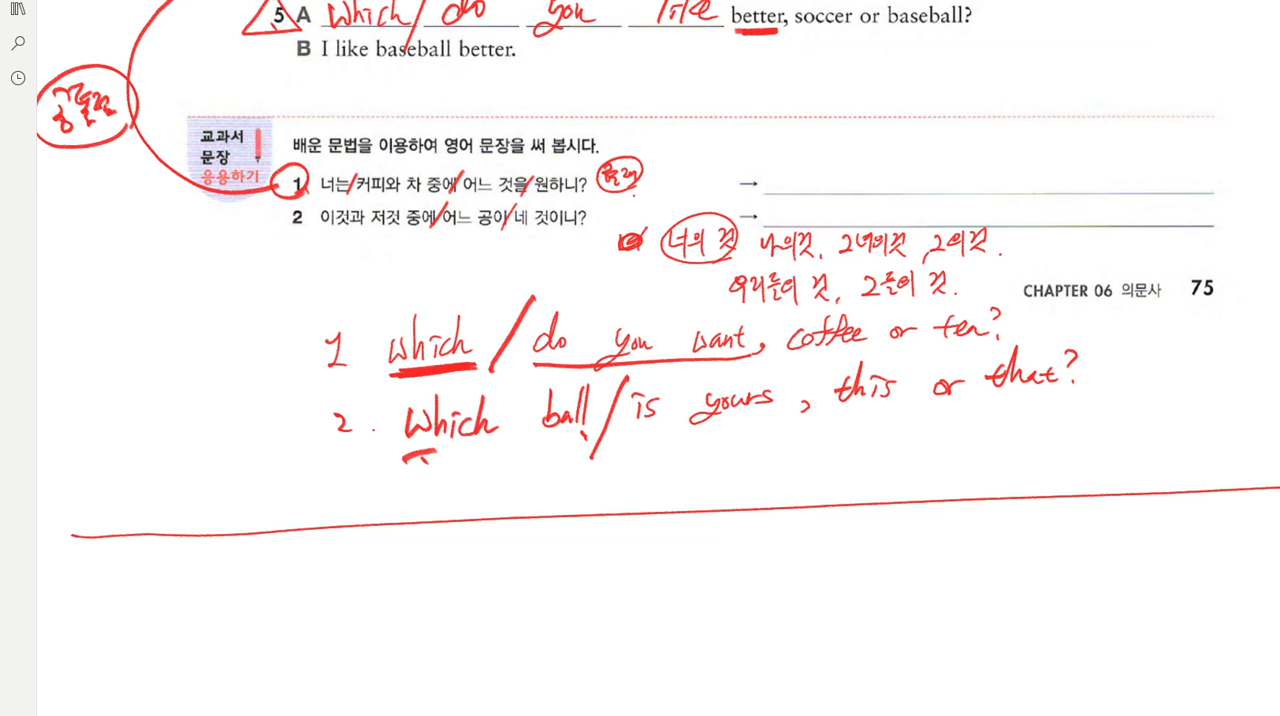 5 A Which / do you like better, soccer or baseball?
B I like baseball better.
교과서
문장
응용하기
배운 문법을 이용하여 영어 문장을 써 봅시다.
1 너는/커피와 차 중에/어느 것을/원하니? →
2 이것과 저것 중에/어느 공이/네 것이니? →
너의 것 나의것, 그녀의것, 그의것.
우리들의 것, 그들의 것.
CHAPTER 06 의문사 75
1 which / do you want, coffee or tea?
2. Which ball / is yours, this or that?